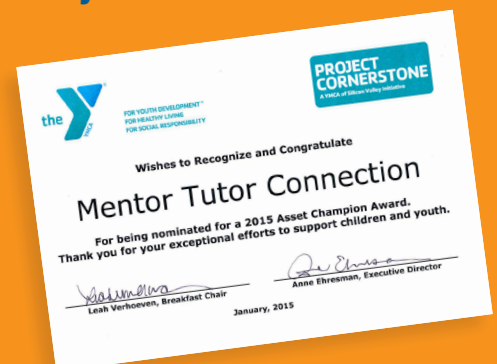 the
YMCA
FOR YOUTH DEVELOPMENT™
FOR HEALTHY LIVING
FOR SOCIAL RESPONSIBILITY
PROJECT
CORNERSTONE
A YMCA of Silicon Valley Initiative
Wishes to Recognize and Congratulate
Mentor Tutor Connection
For being nominated for a 2015 Asset Champion Award.
Thank you for your exceptional efforts to support children and youth.
Leah Verhoeven, Breakfast Chair
Anne Ehresman, Executive Director
January, 2015